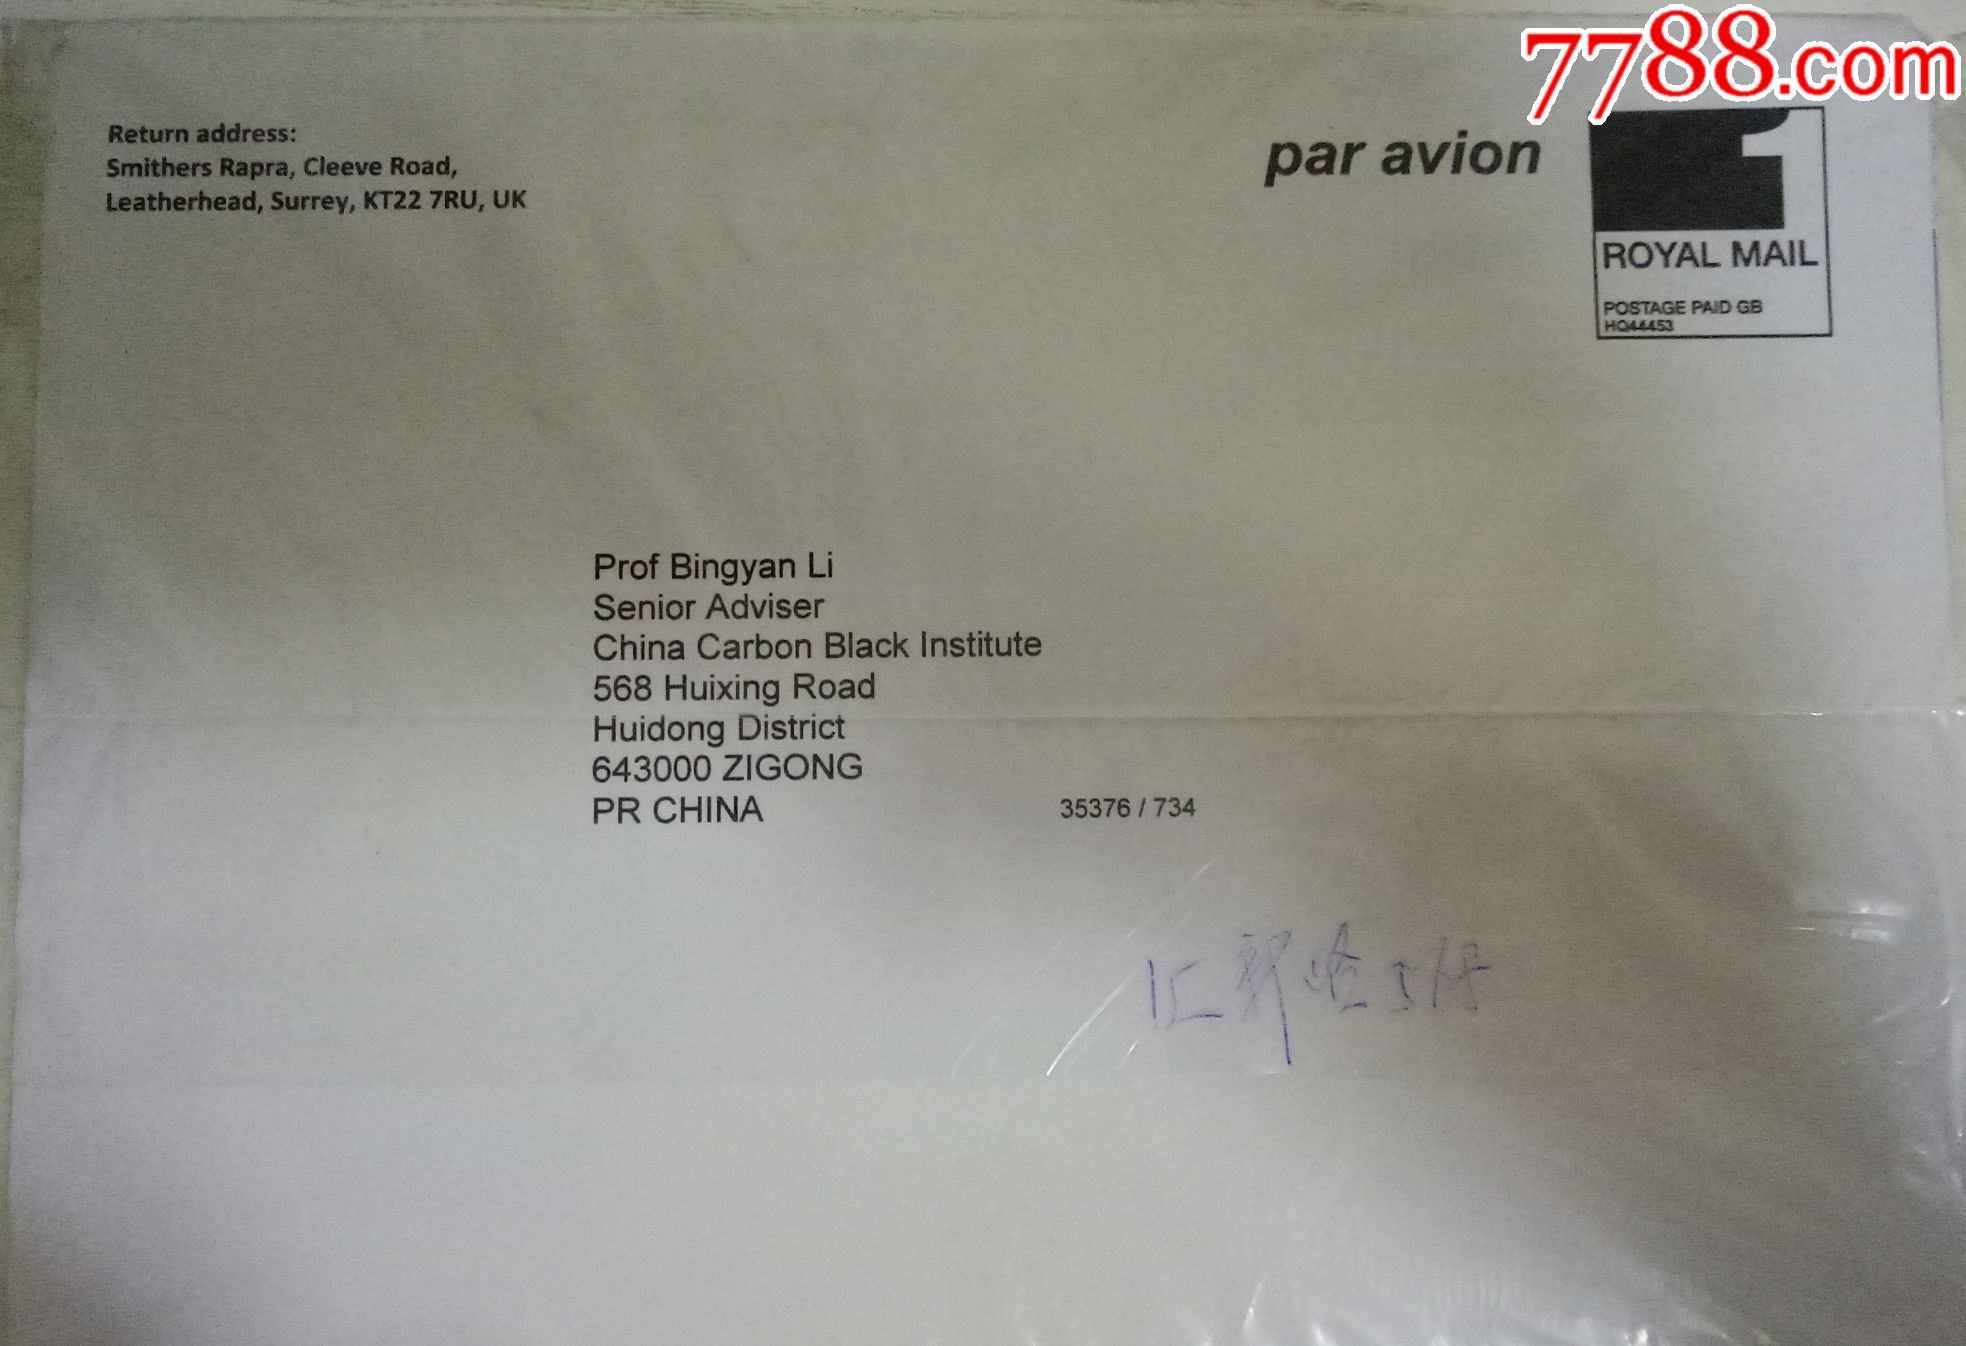 7788.com
Return address:
Smithers Rapra, Cleeve Road,
Leatherhead, Surrey, KT22 7RU, UK
par avion
1
ROYAL MAIL
POSTAGE PAID GB
HQ44453
Prof Bingyan Li
Senior Adviser
China Carbon Black Institute
568 Huixing Road
Huidong District
643000 ZIGONG
PR CHINA
35376 / 734